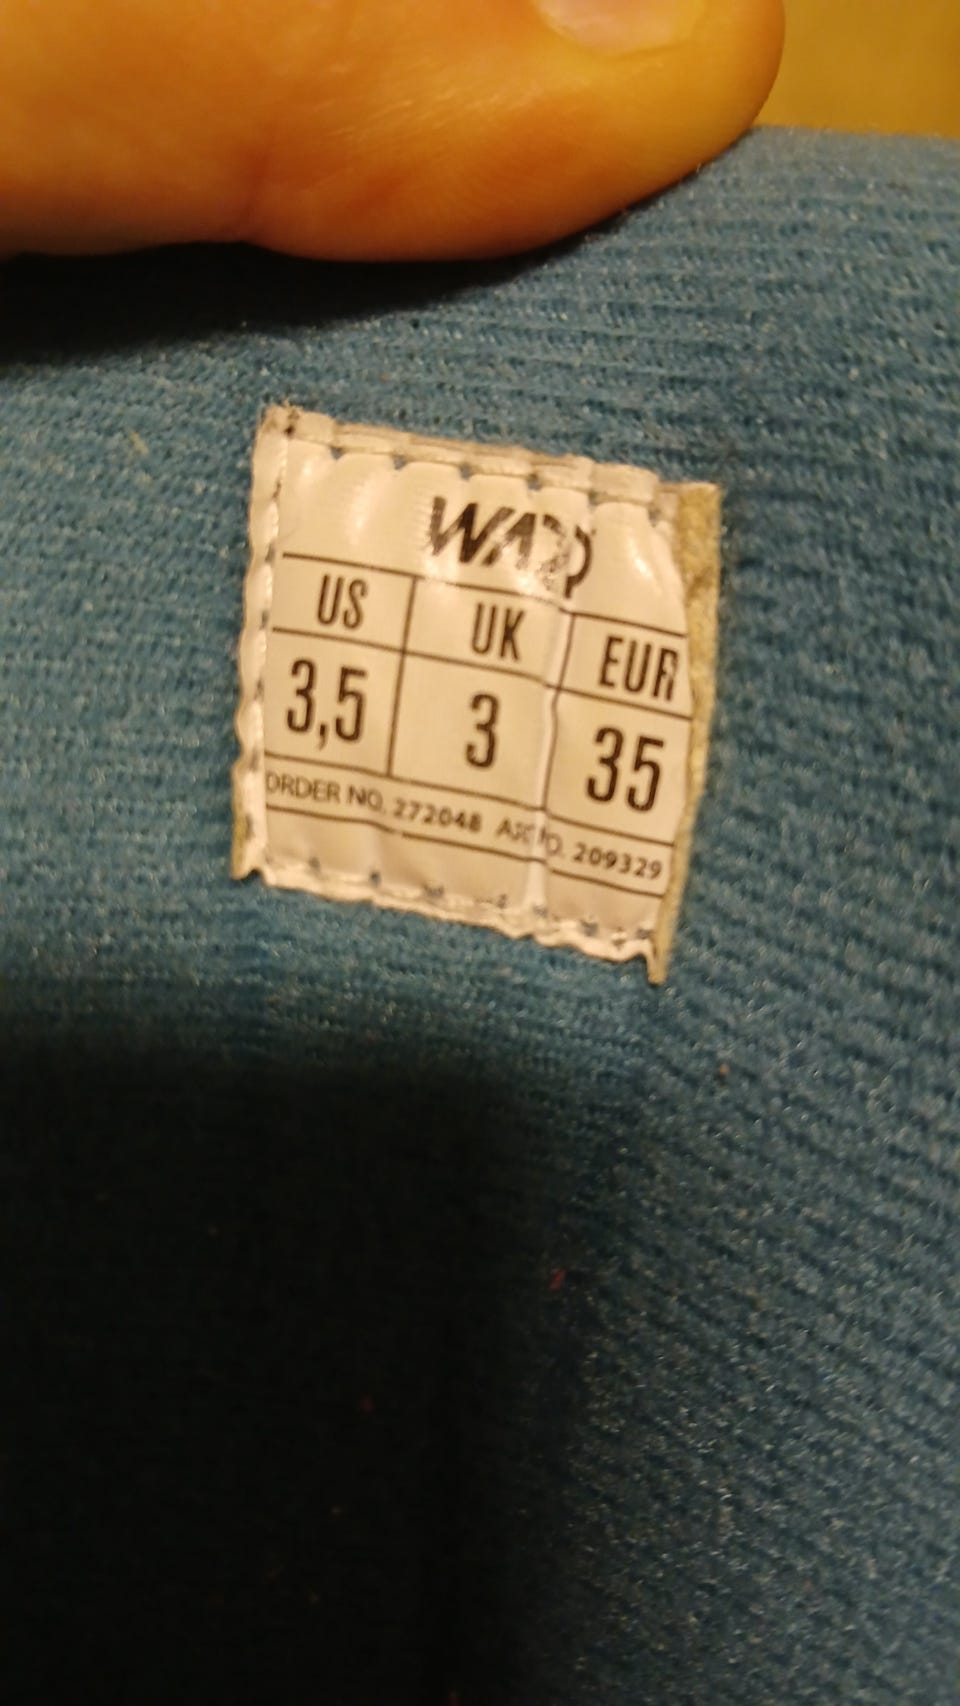 US UK EUR
3,5 3 35
ORDER NO. 272048 209329